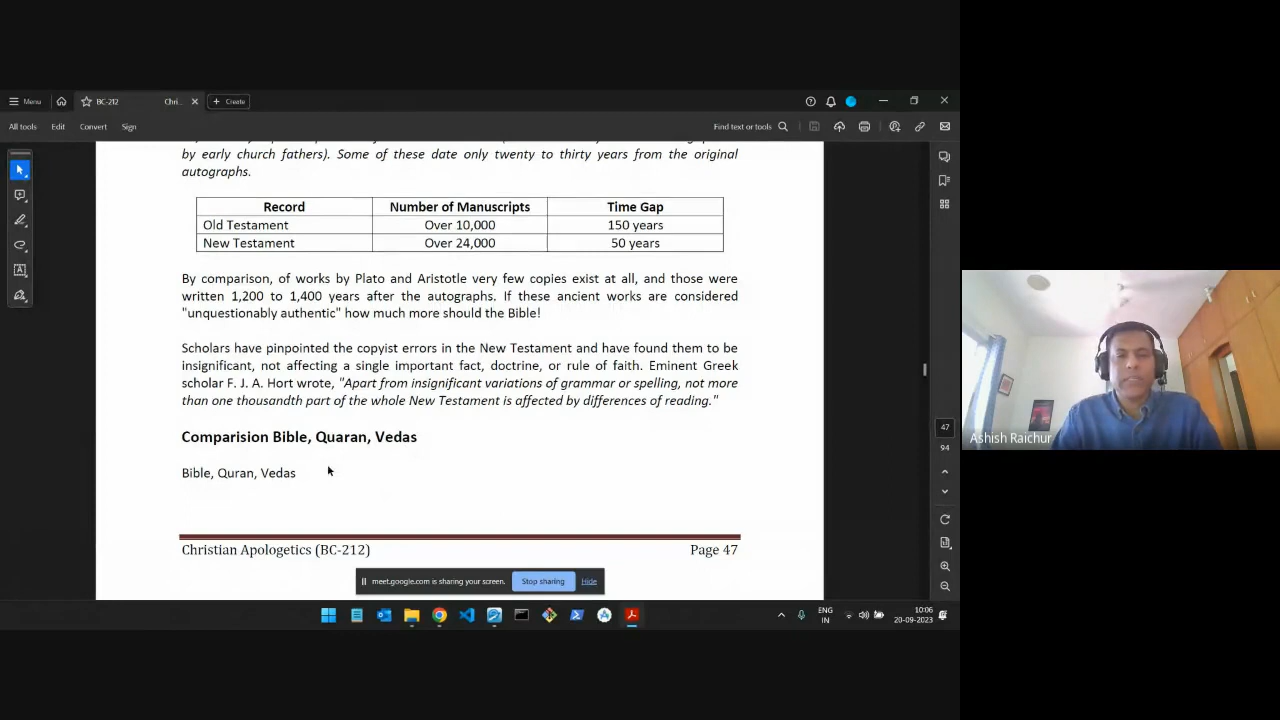 Menu
BC-212
Chri...
Create
All tools
Edit
Convert
Sign
Find text or tools
by early church fathers). Some of these date only twenty to thirty years from the original
autographs.
Record Number of Manuscripts Time Gap
Old Testament Over 10,000 150 years
New Testament Over 24,000 50 years
By comparison, of works by Plato and Aristotle very few copies exist at all, and those were
written 1,200 to 1,400 years after the autographs. If these ancient works are considered
"unquestionably authentic" how much more should the Bible!
Scholars have pinpointed the copyist errors in the New Testament and have found them to be
insignificant, not affecting a single important fact, doctrine, or rule of faith. Eminent Greek
scholar F. J. A. Hort wrote, "Apart from insignificant variations of grammar or spelling, not more
than one thousandth part of the whole New Testament is affected by differences of reading."
Comparision Bible, Quaran, Vedas
Bible, Quran, Vedas
Christian Apologetics (BC-212) Page 47
47
94
meet.google.com is sharing your screen.
Stop sharing
Hide
ENG
IN
10:06
20-09-2023
Ashish Raichur